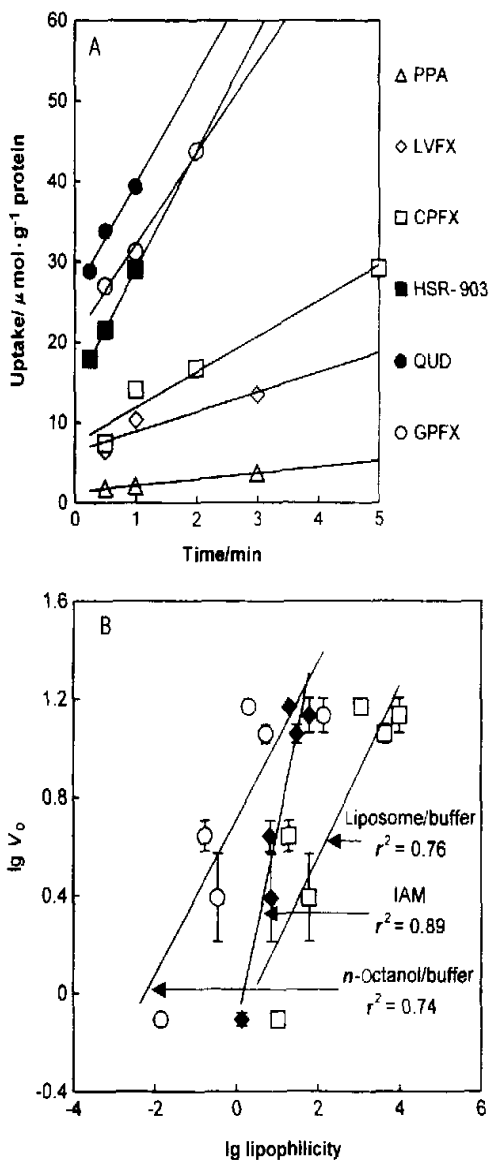 A
60
50
40
30
20
10
0
Uptake/ μmol·g⁻¹ protein
0 1 2 3 4 5
Time/min
PPA
LVFX
CPFX
HSR-903
QUD
GPFX
B
1.6
1.2
0.8
0.4
0
-0.4
lg V₀
Liposome/buffer
r² = 0.76
IAM
r² = 0.89
n-Octanol/buffer
r² = 0.74
-4 -2 0 2 4 6
lg lipophilicity